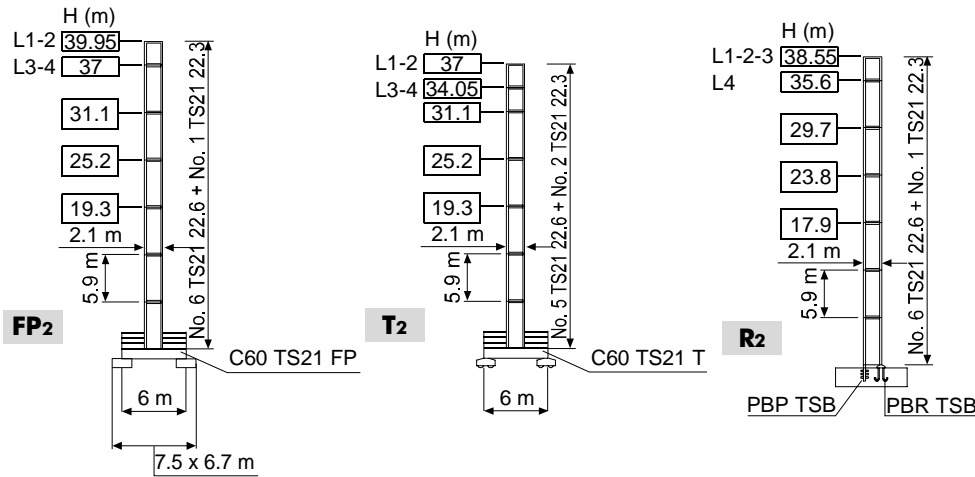 H (m)
L1-2 39.95
L3-4 37
31.1
25.2
19.3
2.1 m
5.9 m
No. 6 TS21 22.6 + No. 1 TS21 22.3
FP2
C60 TS21 FP
6 m
7.5 x 6.7 m
H (m)
L1-2 37
L3-4 34.05
31.1
25.2
19.3
2.1 m
5.9 m
No. 5 TS21 22.6 + No. 2 TS21 22.3
T2
C60 TS21 T
6 m
H (m)
L1-2-3 38.55
L4 35.6
29.7
23.8
17.9
2.1 m
5.9 m
No. 6 TS21 22.6 + No. 1 TS21 22.3
R2
PBP TSB
PBR TSB